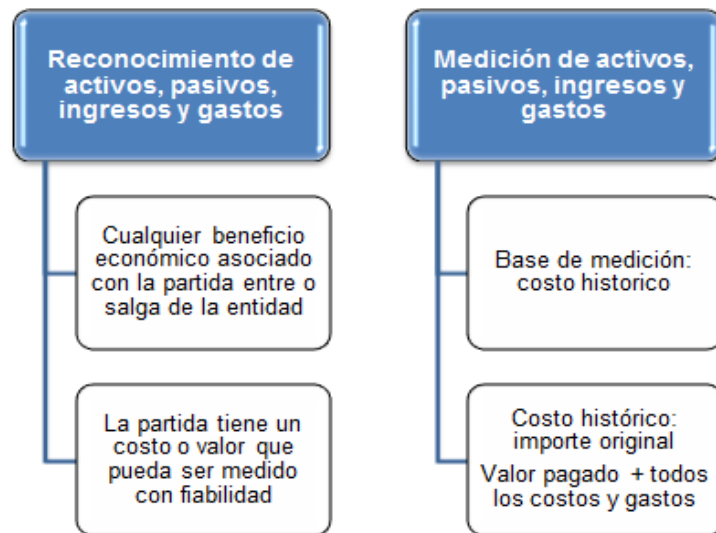 Reconocimiento de
activos, pasivos,
ingresos y gastos
Cualquier beneficio
económico asociado
con la partida entre o
salga de la entidad
La partida tiene un
costo o valor que
pueda ser medido
con fiabilidad
Medición de activos,
pasivos, ingresos y
gastos
Base de medición:
costo historico
Costo histórico:
importe original
Valor pagado + todos
los costos y gastos